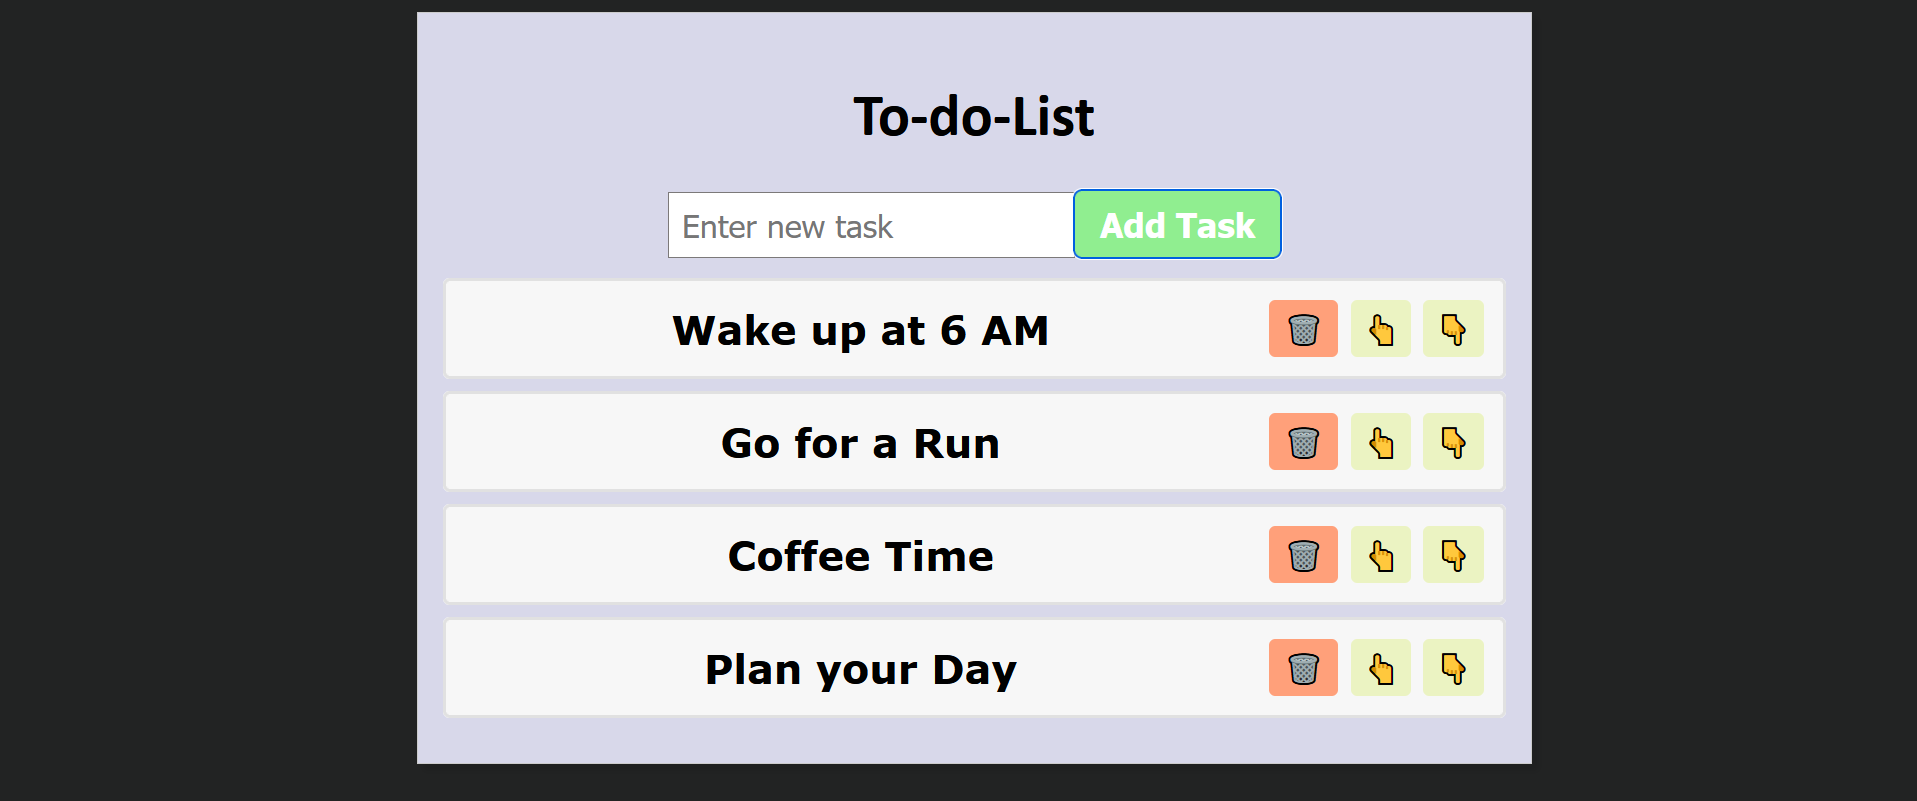 To-do-List
Enter new task
Add Task
Wake up at 6 AM
Go for a Run
Coffee Time
Plan your Day